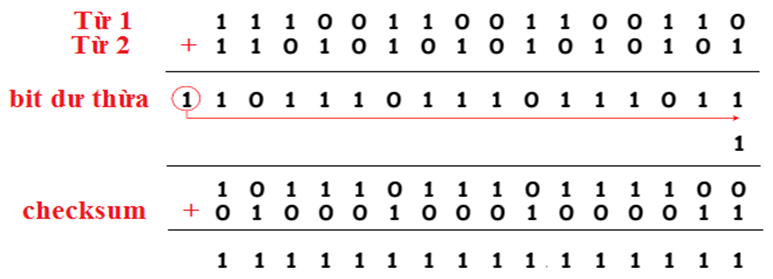 Từ 1 1 1 1 0 0 1 1 0 0 1 1 0 0 1 1 0
Từ 2 + 1 1 0 1 0 1 0 1 0 1 0 1 0 1 0 1
bit dư thừa 1 1 0 1 1 1 0 1 1 1 0 1 1 1 0 1 1
1
1 0 1 1 1 0 1 1 1 0 1 1 1 1 0 0
checksum + 0 1 0 0 0 1 0 0 0 1 0 0 0 0 1 1
1 1 1 1 1 1 1 1 1 1 1 1 1 1 1 1